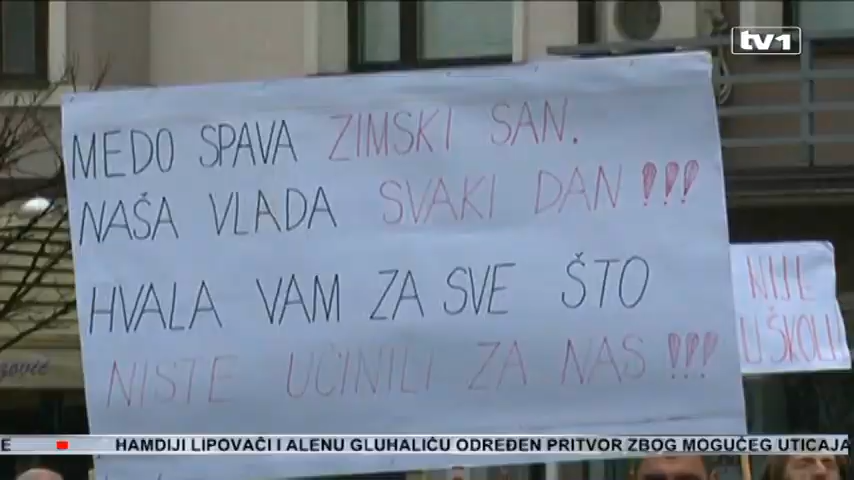 tv1
MEDO SPAVA ZIMSKI SAN.
NAŠA VLADA SVAKI DAN!!!
HVALA VAM ZA SVE ŠTO
NISTE UČINILI ZA NAS!!!
NIJE
U ŠKOLI
E HAMDIJI LIPOVAČI I ALENU GLUHALIĆU ODREĐEN PRITVOR ZBOG MOGUĆEG UTICAJA